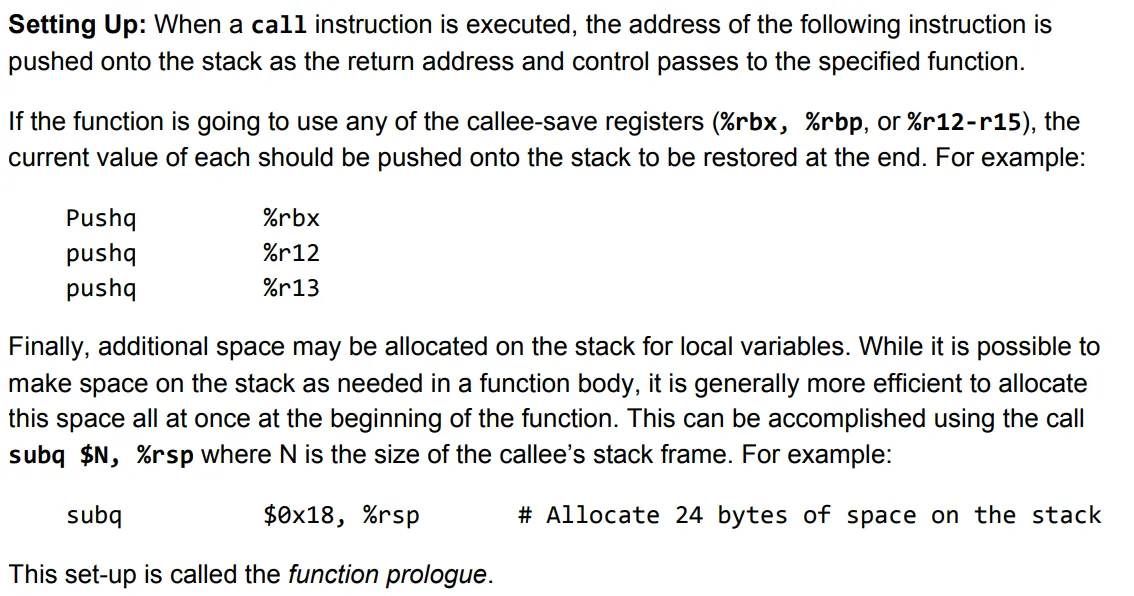 Setting Up: When a call instruction is executed, the address of the following instruction is
pushed onto the stack as the return address and control passes to the specified function.
If the function is going to use any of the callee-save registers (%rbx, %rbp, or %r12-r15), the
current value of each should be pushed onto the stack to be restored at the end. For example:
Pushq %rbx
pushq %r12
pushq %r13
Finally, additional space may be allocated on the stack for local variables. While it is possible to
make space on the stack as needed in a function body, it is generally more efficient to allocate
this space all at once at the beginning of the function. This can be accomplished using the call
subq $N, %rsp where N is the size of the callee’s stack frame. For example:
subq $0x18, %rsp # Allocate 24 bytes of space on the stack
This set-up is called the function prologue.